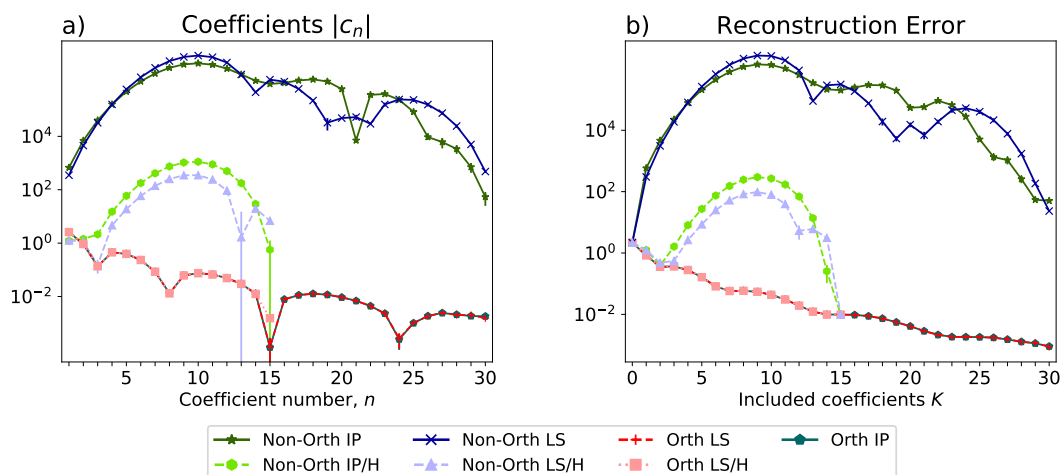 a) Coefficients |c_n|
10^4
10^2
10^0
10^-2
5 10 15 20 25 30
Coefficient number, n
b) Reconstruction Error
10^4
10^2
10^0
10^-2
0 5 10 15 20 25 30
Included coefficients K
Non-Orth IP Non-Orth LS Orth LS Orth IP
Non-Orth IP/H Non-Orth LS/H Orth LS/H